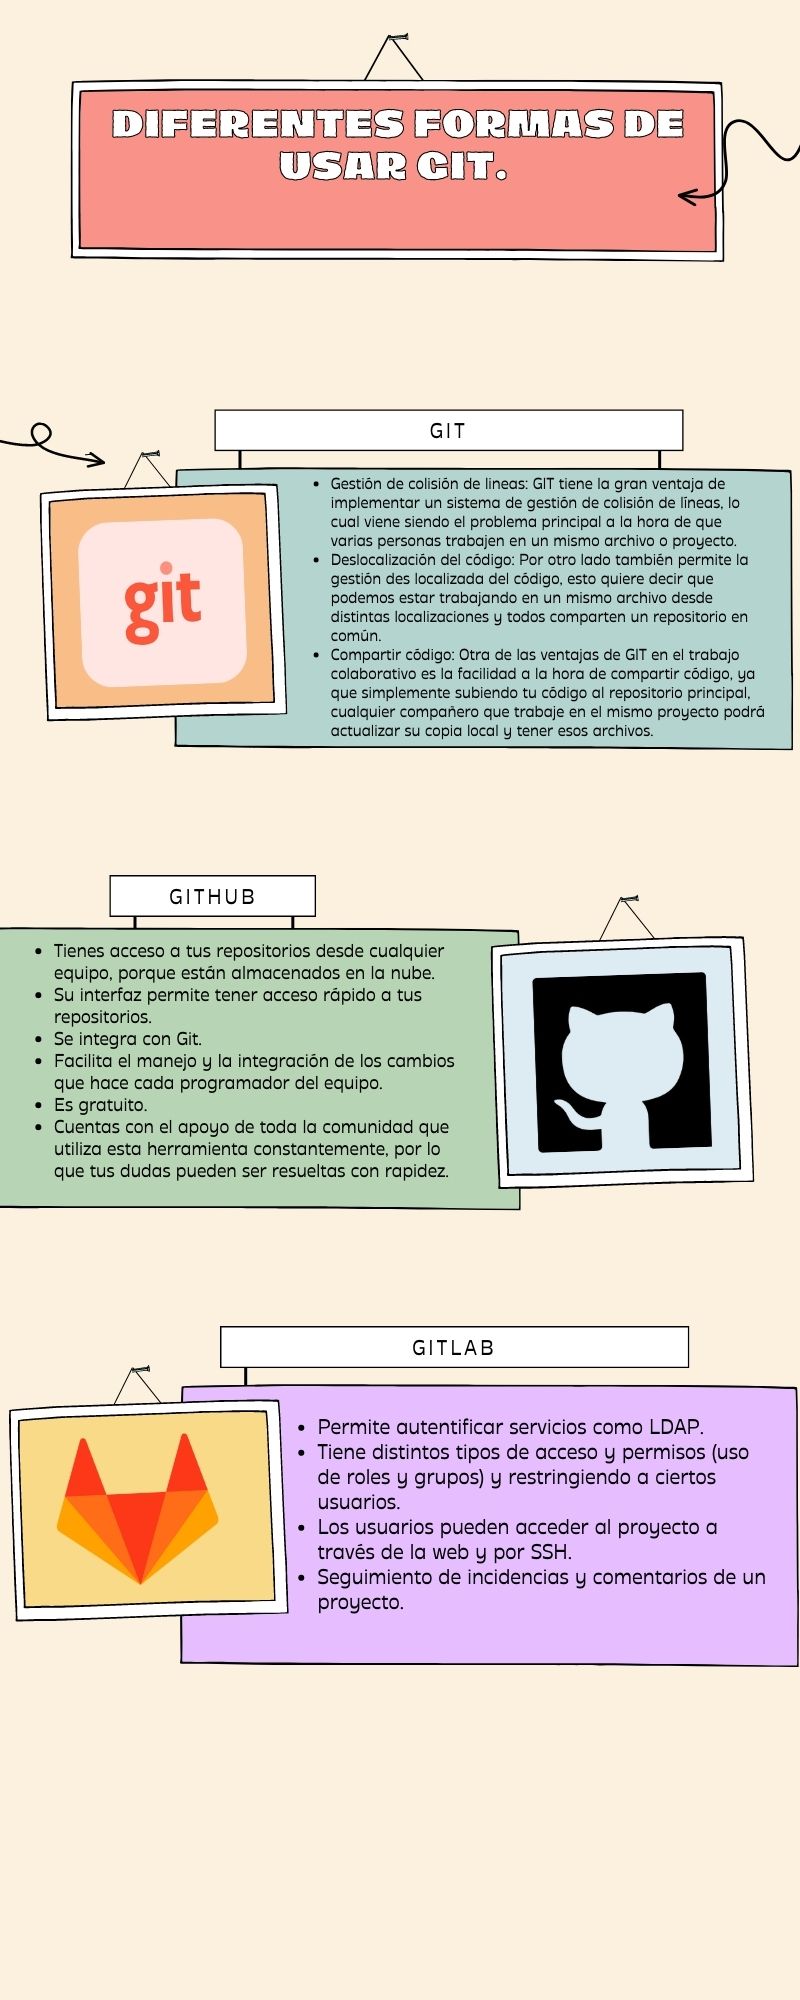 DIFERENTES FORMAS DE
USAR GIT.
GIT
git
• Gestión de colisión de lineas: GIT tiene la gran ventaja de
implementar un sistema de gestión de colisión de líneas, lo
cual viene siendo el problema principal a la hora de que
varias personas trabajen en un mismo archivo o proyecto.
• Deslocalización del código: Por otro lado también permite la
gestión des localizada del código, esto quiere decir que
podemos estar trabajando en un mismo archivo desde
distintas localizaciones y todos comparten un repositorio en
común.
• Compartir código: Otra de las ventajas de GIT en el trabajo
colaborativo es la facilidad a la hora de compartir código, ya
que simplemente subiendo tu código al repositorio principal,
cualquier compañero que trabaje en el mismo proyecto podrá
actualizar su copia local y tener esos archivos.
GITHUB
• Tienes acceso a tus repositorios desde cualquier
equipo, porque están almacenados en la nube.
• Su interfaz permite tener acceso rápido a tus
repositorios.
• Se integra con Git.
• Facilita el manejo y la integración de los cambios
que hace cada programador del equipo.
• Es gratuito.
• Cuentas con el apoyo de toda la comunidad que
utiliza esta herramienta constantemente, por lo
que tus dudas pueden ser resueltas con rapidez.
GITLAB
• Permite autentificar servicios como LDAP.
• Tiene distintos tipos de acceso y permisos (uso
de roles y grupos) y restringiendo a ciertos
usuarios.
• Los usuarios pueden acceder al proyecto a
través de la web y por SSH.
• Seguimiento de incidencias y comentarios de un
proyecto.